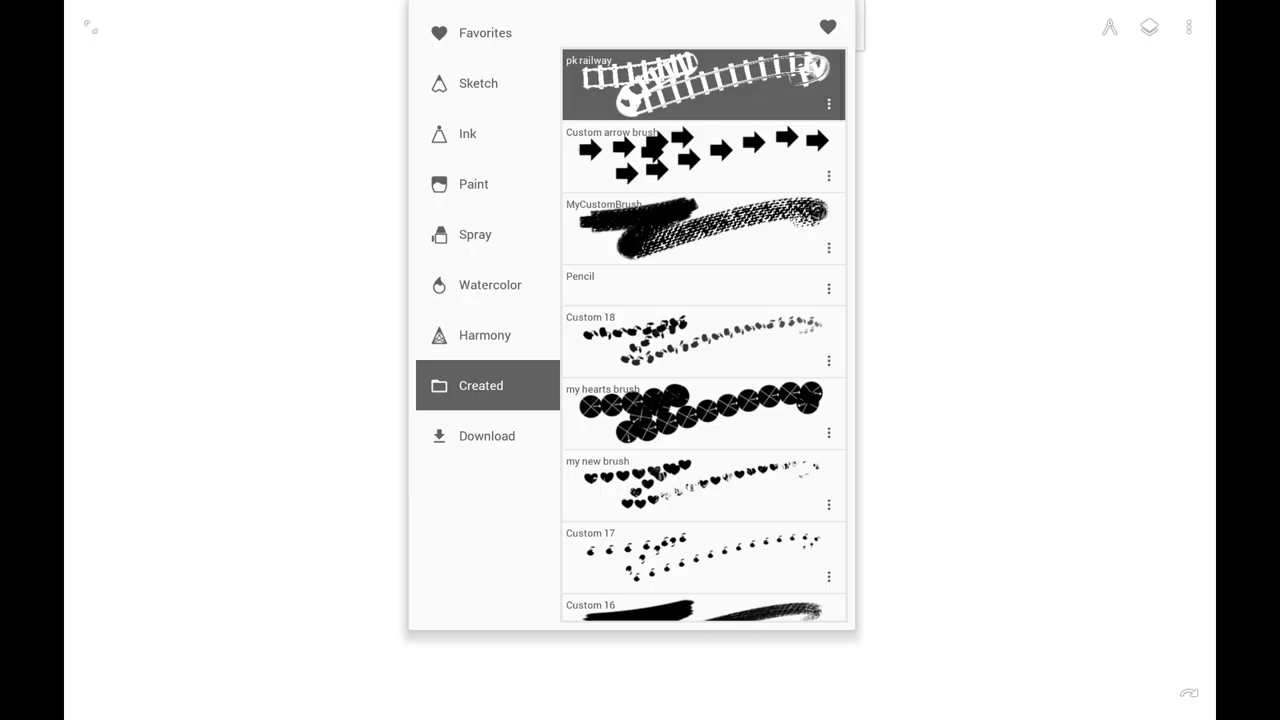 Favorites
Sketch
Ink
Paint
Spray
Watercolor
Harmony
Created
Download
pk railway
Custom arrow brush
MyCustomBrush
Pencil
Custom 18
my hearts brush
my new brush
Custom 17
Custom 16